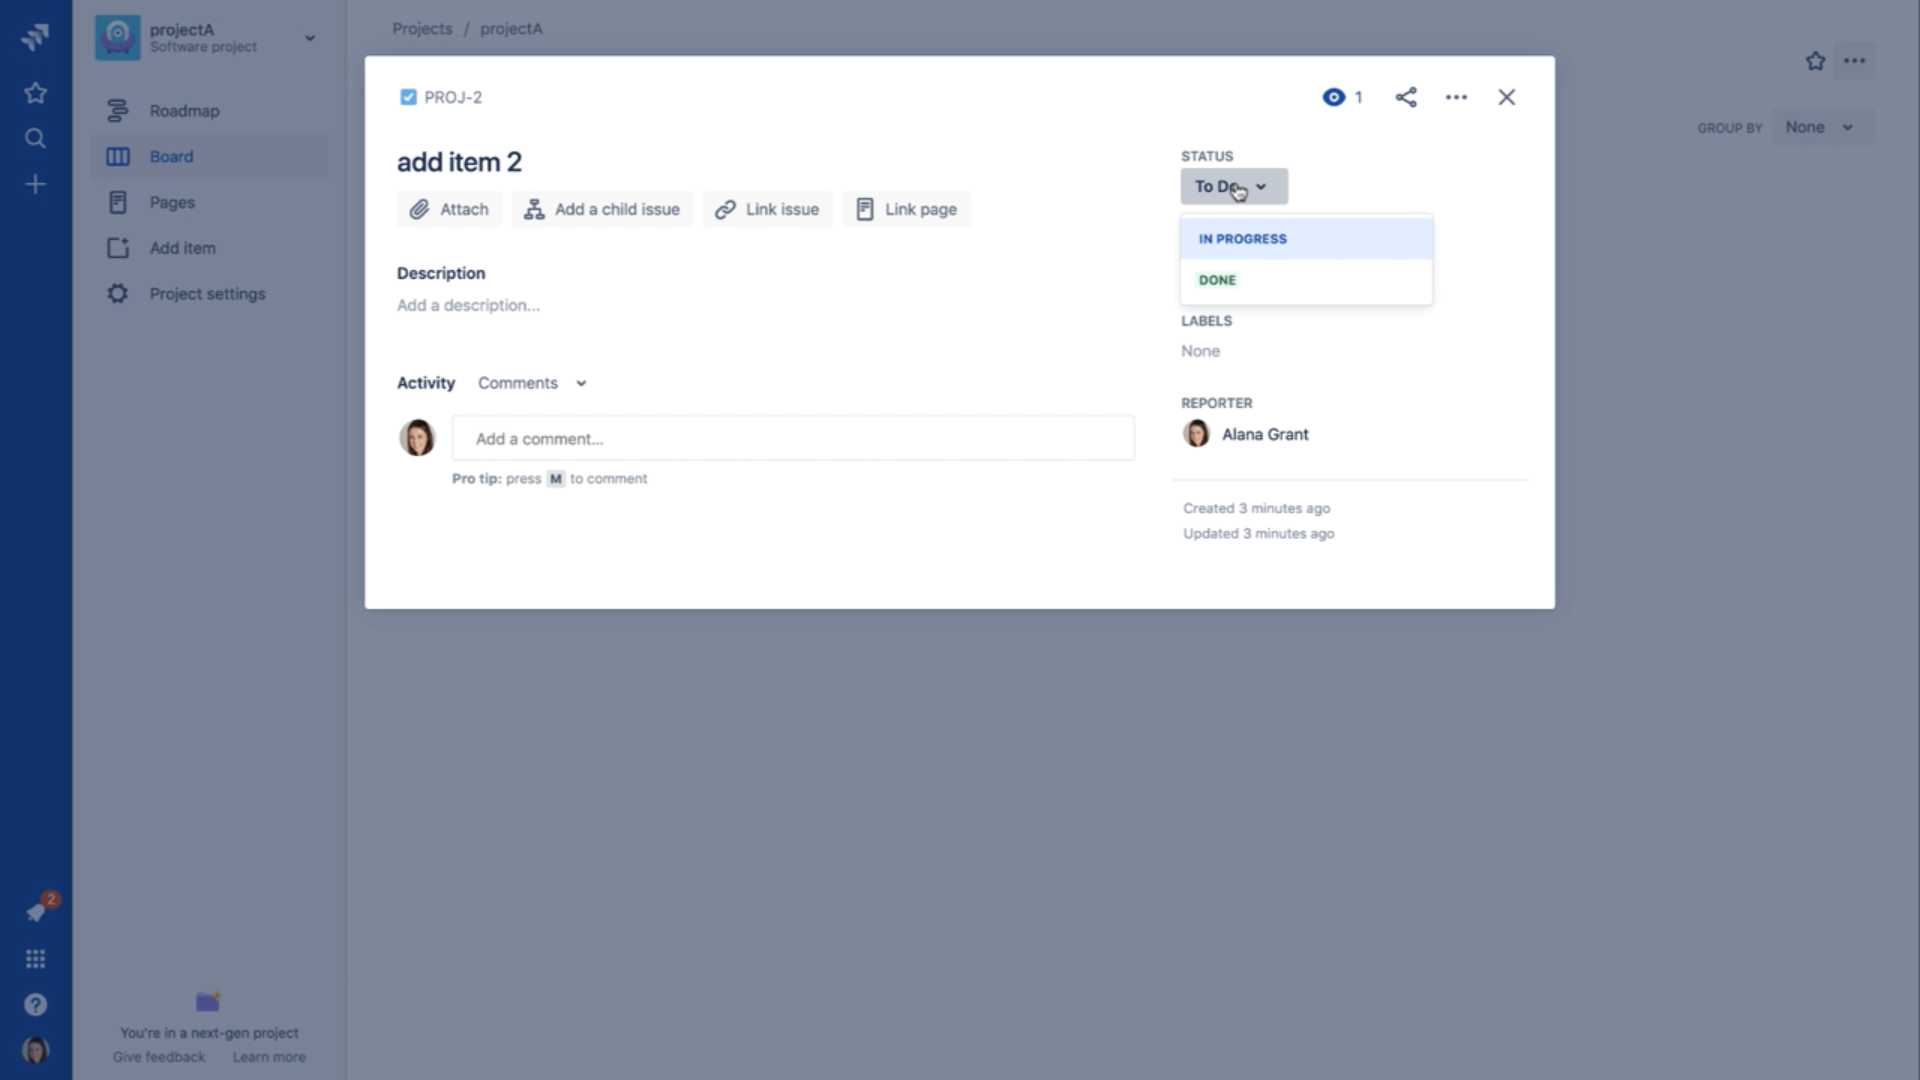 projectA
Software project
Roadmap
Board
Pages
Add item
Project settings
2
You're in a next-gen project
Give feedback Learn more
Projects / projectA
GROUP BY None
PROJ-2
1
add item 2
Attach Add a child issue Link issue Link page
Description
Add a description...
Activity Comments
Add a comment...
Pro tip: press M to comment
STATUS
To Do
IN PROGRESS
DONE
LABELS
None
REPORTER
Alana Grant
Created 3 minutes ago
Updated 3 minutes ago